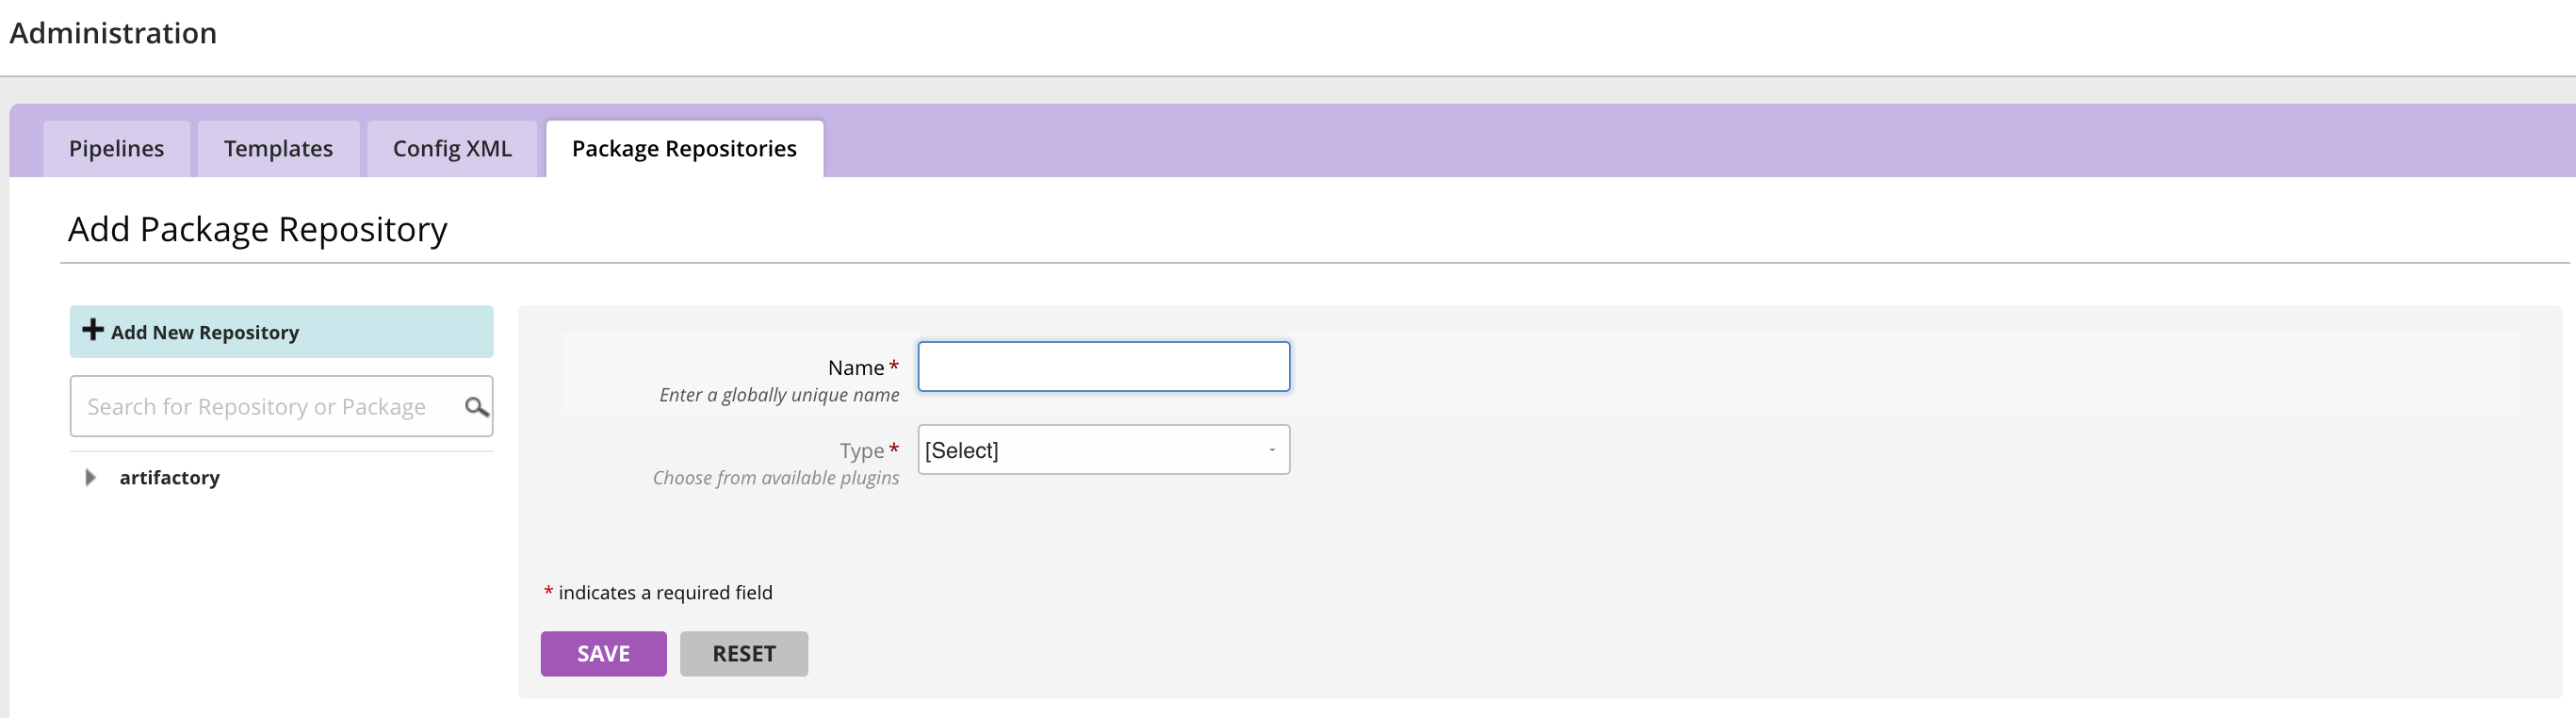 Administration
Pipelines Templates Config XML Package Repositories
Add Package Repository
Add New Repository
Search for Repository or Package
artifactory
Name *
Enter a globally unique name
Type * [Select]
Choose from available plugins
* indicates a required field
SAVE RESET